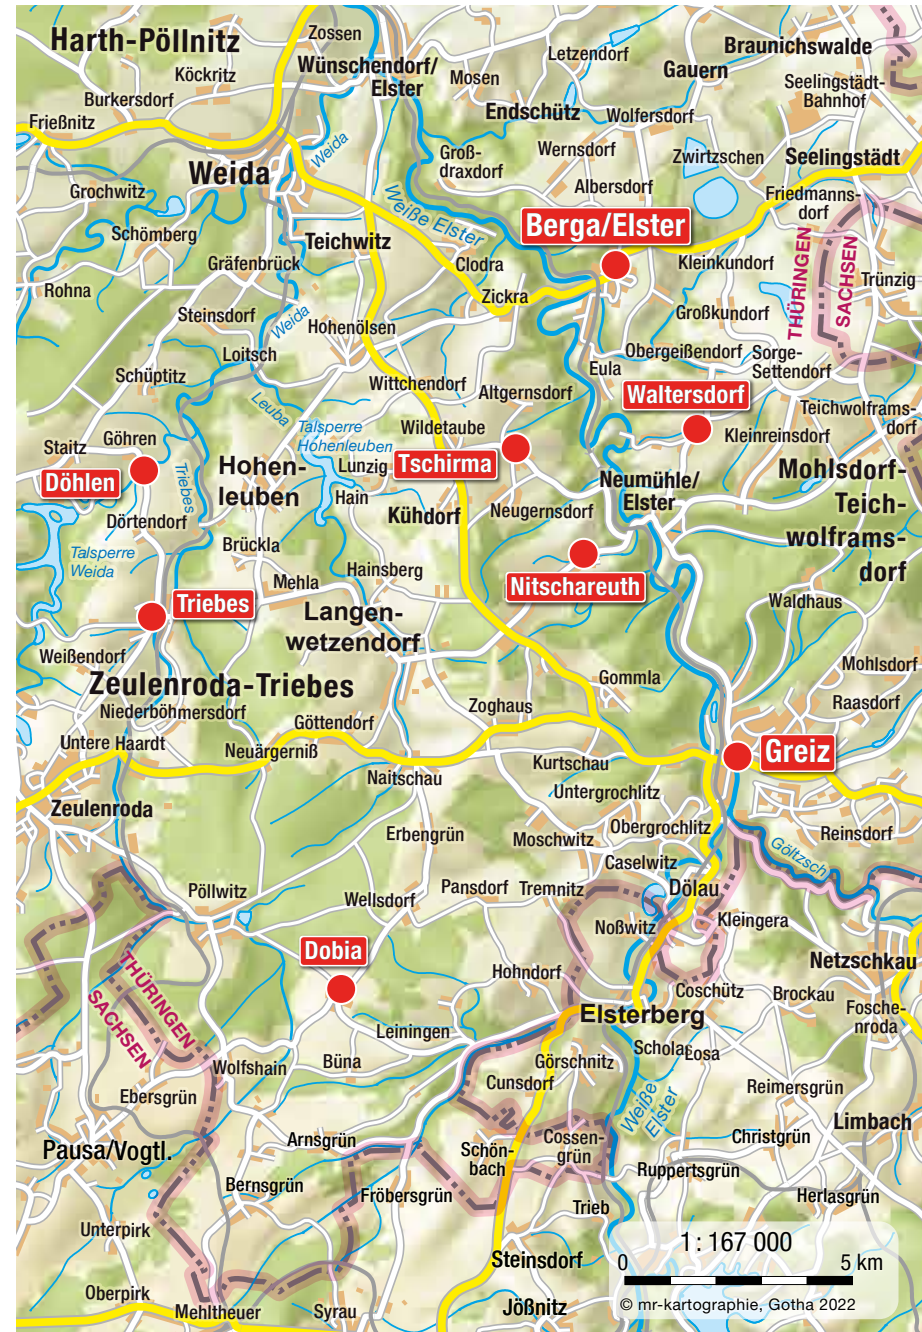 Harth-Pöllnitz
Zossen
Köckritz
Wünschendorf/
Elster
Mosen
Letzendorf
Gauern
Braunichswalde
Seelingstädt-
Bahnhof
Burkersdorf
Frießnitz
Endschütz
Wolfersdorf
Weida
Weida
Groß-
draxdorf
Wernsdorf
Zwirtzschen
Seelingstädt
Grochwitz
Albersdorf
Friedmanns-
dorf
Weiße Elster
Berga/Elster
Schömberg
Teichwitz
Gräfenbrück
Clodra
Kleinkundorf
THÜRINGEN
SACHSEN
Trünzig
Rohna
Zickra
Steinsdorf
Weida
Hohenölsen
Großkundorf
Loitsch
Obergeißendorf
Sorge-
Settendorf
Eula
Schüptitz
Wittchendorf
Altgernsdorf
Waltersdorf
Leuba
Teichwolframs-
dorf
Talsperre
Hohenleuben
Wildetaube
Kleinreinsdorf
Staitz
Göhren
Döhlen
Triebes
Hohen-
leuben
Lunzig
Tschirma
Neumühle/
Elster
Mohlsdorf-
Teich-
wolframs-
dorf
Hain
Kühdorf
Neugernsdorf
Dörtendorf
Talsperre
Weida
Brückla
Hainsberg
Nitschareuth
Mehla
Triebes
Langen-
wetzendorf
Waldhaus
Weißendorf
Mohlsdorf
Zeulenroda-Triebes
Gommla
Raasdorf
Niederböhmersdorf
Göttendorf
Zoghaus
Untere Haardt
Neuärgerniß
Greiz
Kurtschau
Naitschau
Untergrochlitz
Zeulenroda
Erbengrün
Moschwitz
Obergrochlitz
Reinsdorf
Göltzsch
Caselwitz
Pöllwitz
Wellsdorf
Pansdorf
Tremnitz
Dölau
Noßwitz
Kleingera
Dobia
THÜRINGEN
SACHSEN
Netzschkau
Hohndorf
Coschütz
Brockau
Fosche-
nroda
Leiningen
Elsterberg
Wolfshain
Büna
Görschnitz
Schola
Losa
Cunsdorf
Ebersgrün
Weiße
Elster
Reimersgrün
Limbach
Pausa/Vogtl.
Arnsgrün
Schön-
bach
Cossen-
grün
Christgrün
Bernsgrün
Fröbersgrün
Ruppertsgrün
Herlasgrün
Trieb
Unterpirk
Steinsdorf
1 : 167 000
0
5 km
Oberpirk
Mehltheuer
Syrau
Jößnitz
© mr-kartographie, Gotha 2022